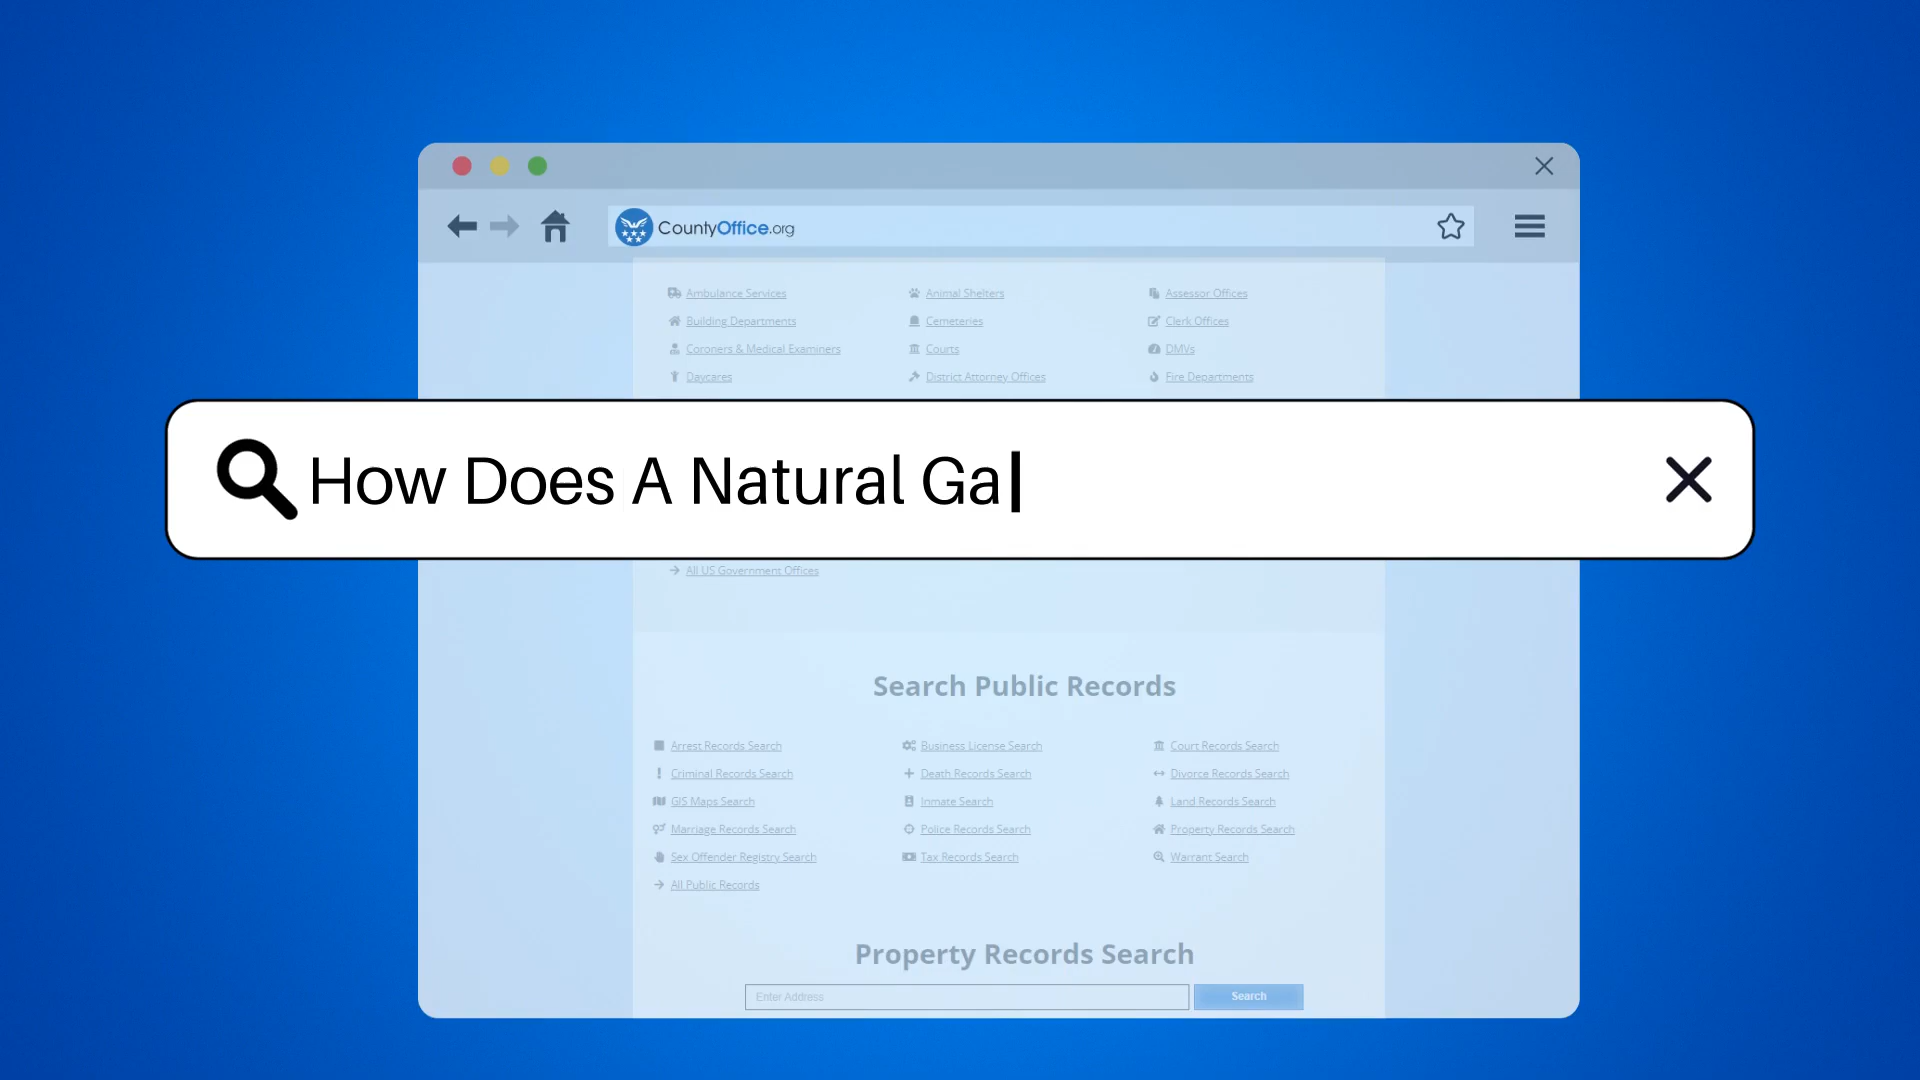 CountyOffice.org
Ambulance Services Animal Shelters Assessor Offices
Building Departments Cemeteries Clerk Offices
Coroners & Medical Examiners Courts DMVs
Daycares District Attorney Offices Fire Departments
How Does A Natural Ga
All US Government Offices
Search Public Records
Arrest Records Search Business License Search Court Records Search
Criminal Records Search Death Records Search Divorce Records Search
GIS Maps Search Inmate Search Land Records Search
Marriage Records Search Police Records Search Property Records Search
Sex Offender Registry Search Tax Records Search Warrant Search
All Public Records
Property Records Search
Enter Address Search